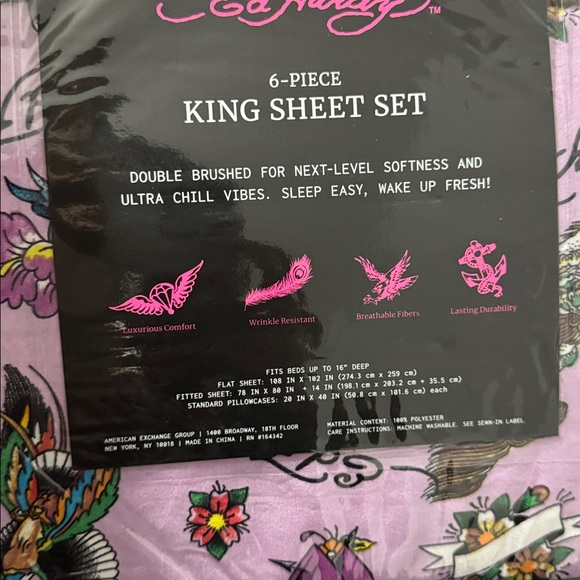 Ed Hardy™
6-PIECE
KING SHEET SET
DOUBLE BRUSHED FOR NEXT-LEVEL SOFTNESS AND
ULTRA CHILL VIBES. SLEEP EASY, WAKE UP FRESH!
Luxurious Comfort
Wrinkle Resistant
Breathable Fibers
Lasting Durability
FITS BEDS UP TO 16" DEEP
FLAT SHEET: 108 IN X 102 IN (274.3 cm x 259 cm)
FITTED SHEET: 78 IN X 80 IN + 14 IN (198.1 cm x 203.2 cm + 35.5 cm)
STANDARD PILLOWCASES: 20 IN X 40 IN (50.8 cm x 101.6 cm) each
AMERICAN EXCHANGE GROUP | 1400 BROADWAY, 18TH FLOOR
NEW YORK, NY 10018 | MADE IN CHINA | RN #164342
MATERIAL CONTENT: 100% POLYESTER
CARE INSTRUCTIONS: MACHINE WASHABLE. SEE SEWN-IN LABEL